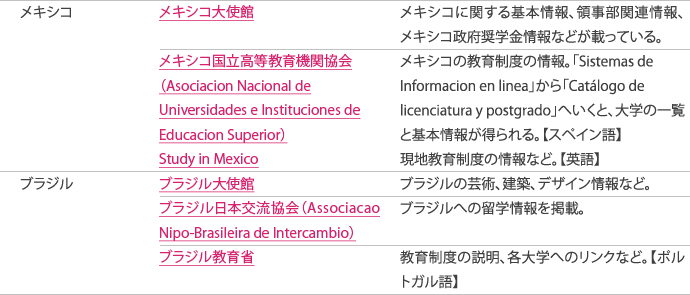 メキシコ
メキシコ大使館
メキシコに関する基本情報、領事部関連情報、
メキシコ政府奨学金情報などが載っている。
メキシコ国立高等教育機関協会
（Asociacion Nacional de
Universidades e Instituciones de
Educacion Superior）
メキシコの教育制度の情報。「Sistemas de
Informacion en linea」から「Catálogo de
licenciatura y postgrado」へいくと、大学の一覧
と基本情報が得られる。【スペイン語】
Study in Mexico
現地教育制度の情報など。【英語】
ブラジル
ブラジル大使館
ブラジルの芸術、建築、デザイン情報など。
ブラジル日本交流協会（Associacao
Nipo-Brasileira de Intercambio）
ブラジルへの留学情報を掲載。
ブラジル教育省
教育制度の説明、各大学へのリンクなど。【ポル
トガル語】